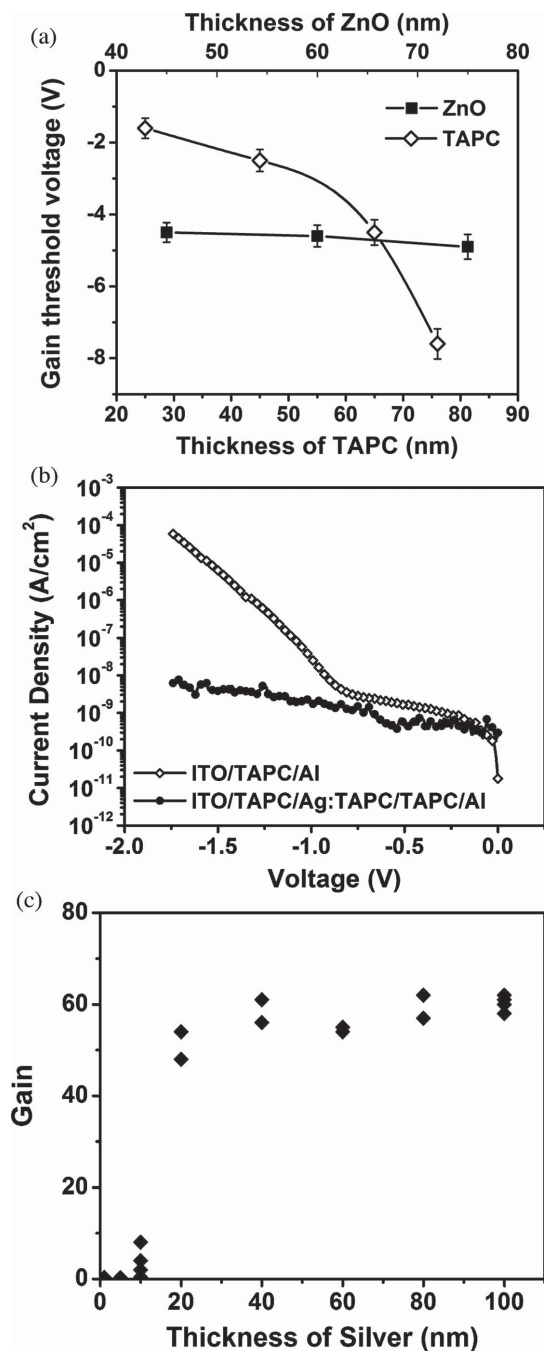 (a)
Thickness of ZnO (nm)
40 50 60 70 80
Gain threshold voltage (V)
0
-2
-4
-6
-8
ZnO
TAPC
20 30 40 50 60 70 80 90
Thickness of TAPC (nm)
(b)
Current Density (A/cm²)
10⁻³
10⁻⁴
10⁻⁵
10⁻⁶
10⁻⁷
10⁻⁸
10⁻⁹
10⁻¹⁰
10⁻¹¹
10⁻¹²
ITO/TAPC/Al
ITO/TAPC/Ag:TAPC/TAPC/Al
-2.0 -1.5 -1.0 -0.5 0.0
Voltage (V)
(c)
Gain
80
60
40
20
0
0 20 40 60 80 100
Thickness of Silver (nm)